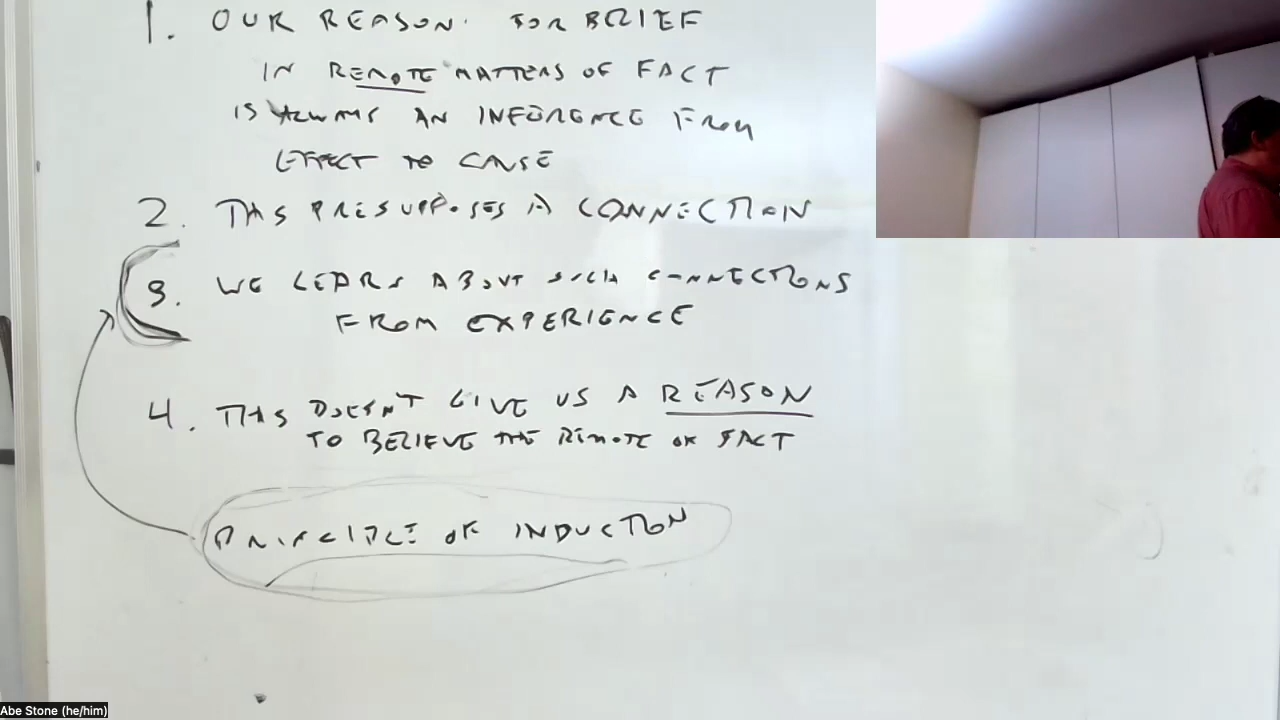 1. OUR REASON FOR BELIEF
IN REMOTE MATTERS OF FACT
IS ALWAYS AN INFERENCE FROM
EFFECT TO CAUSE
2. THIS PRESUPPOSES A CONNECTION
3. WE LEARN ABOUT SUCH CONNECTIONS
FROM EXPERIENCE
4. THIS DOESN'T GIVE US A REASON
TO BELIEVE THE REMOTE OF FACT
PRINCIPLE OF INDUCTION
Abe Stone (he/him)